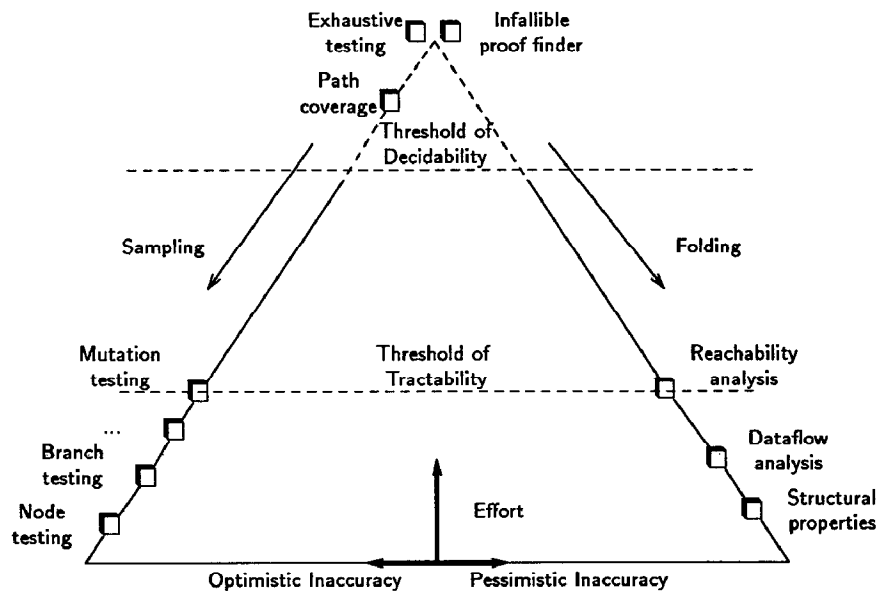 Exhaustive
testing
Infallible
proof finder
Path
coverage
Threshold of
Decidability
Sampling
Folding
Mutation
testing
Threshold of
Tractability
Reachability
analysis
...
Branch
testing
Dataflow
analysis
Node
testing
Effort
Structural
properties
Optimistic Inaccuracy
Pessimistic Inaccuracy